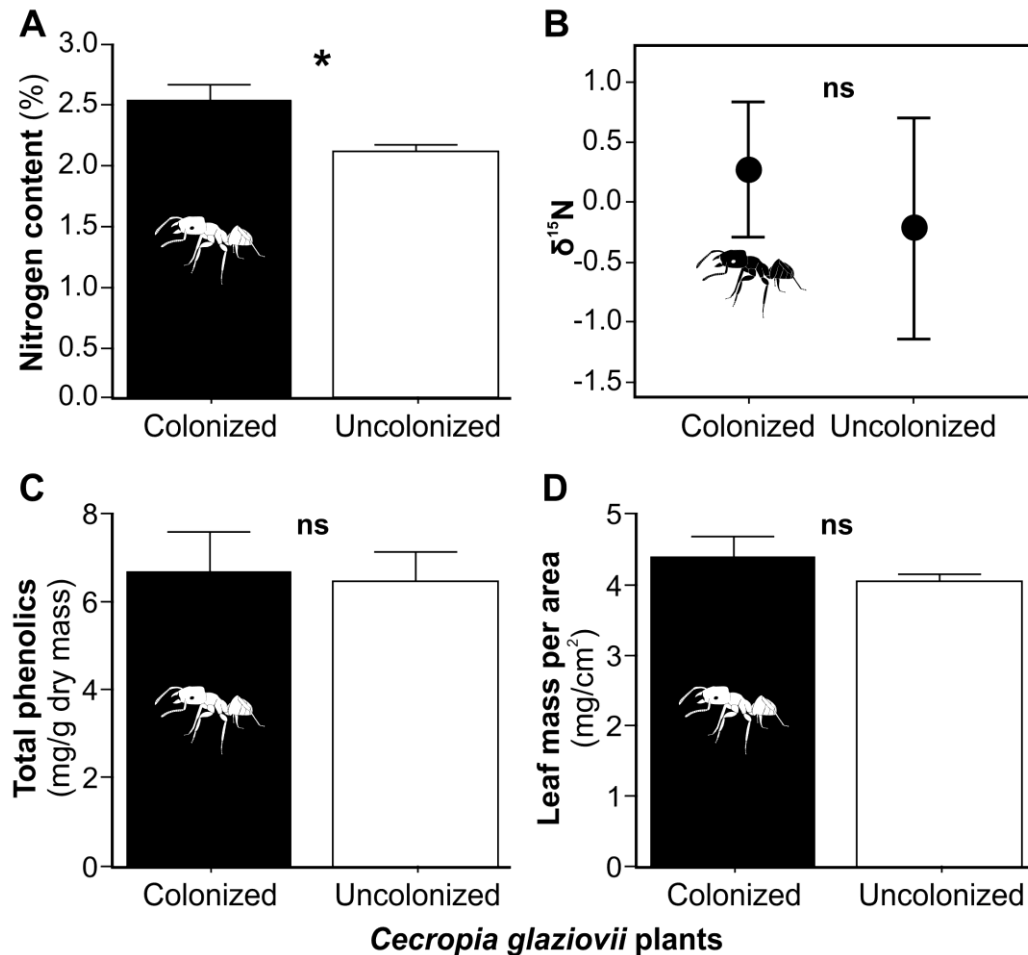 A
Nitrogen content (%)
3.0
2.5
2.0
1.5
1.0
0.5
0.0
*
Colonized
Uncolonized
B
δ¹⁵N
1.0
0.5
0.0
-0.5
-1.0
-1.5
ns
Colonized
Uncolonized
C
Total phenolics
(mg/g dry mass)
8
6
4
2
0
ns
Colonized
Uncolonized
D
Leaf mass per area
(mg/cm²)
5
4
3
2
1
0
ns
Colonized
Uncolonized
Cecropia glaziovii plants